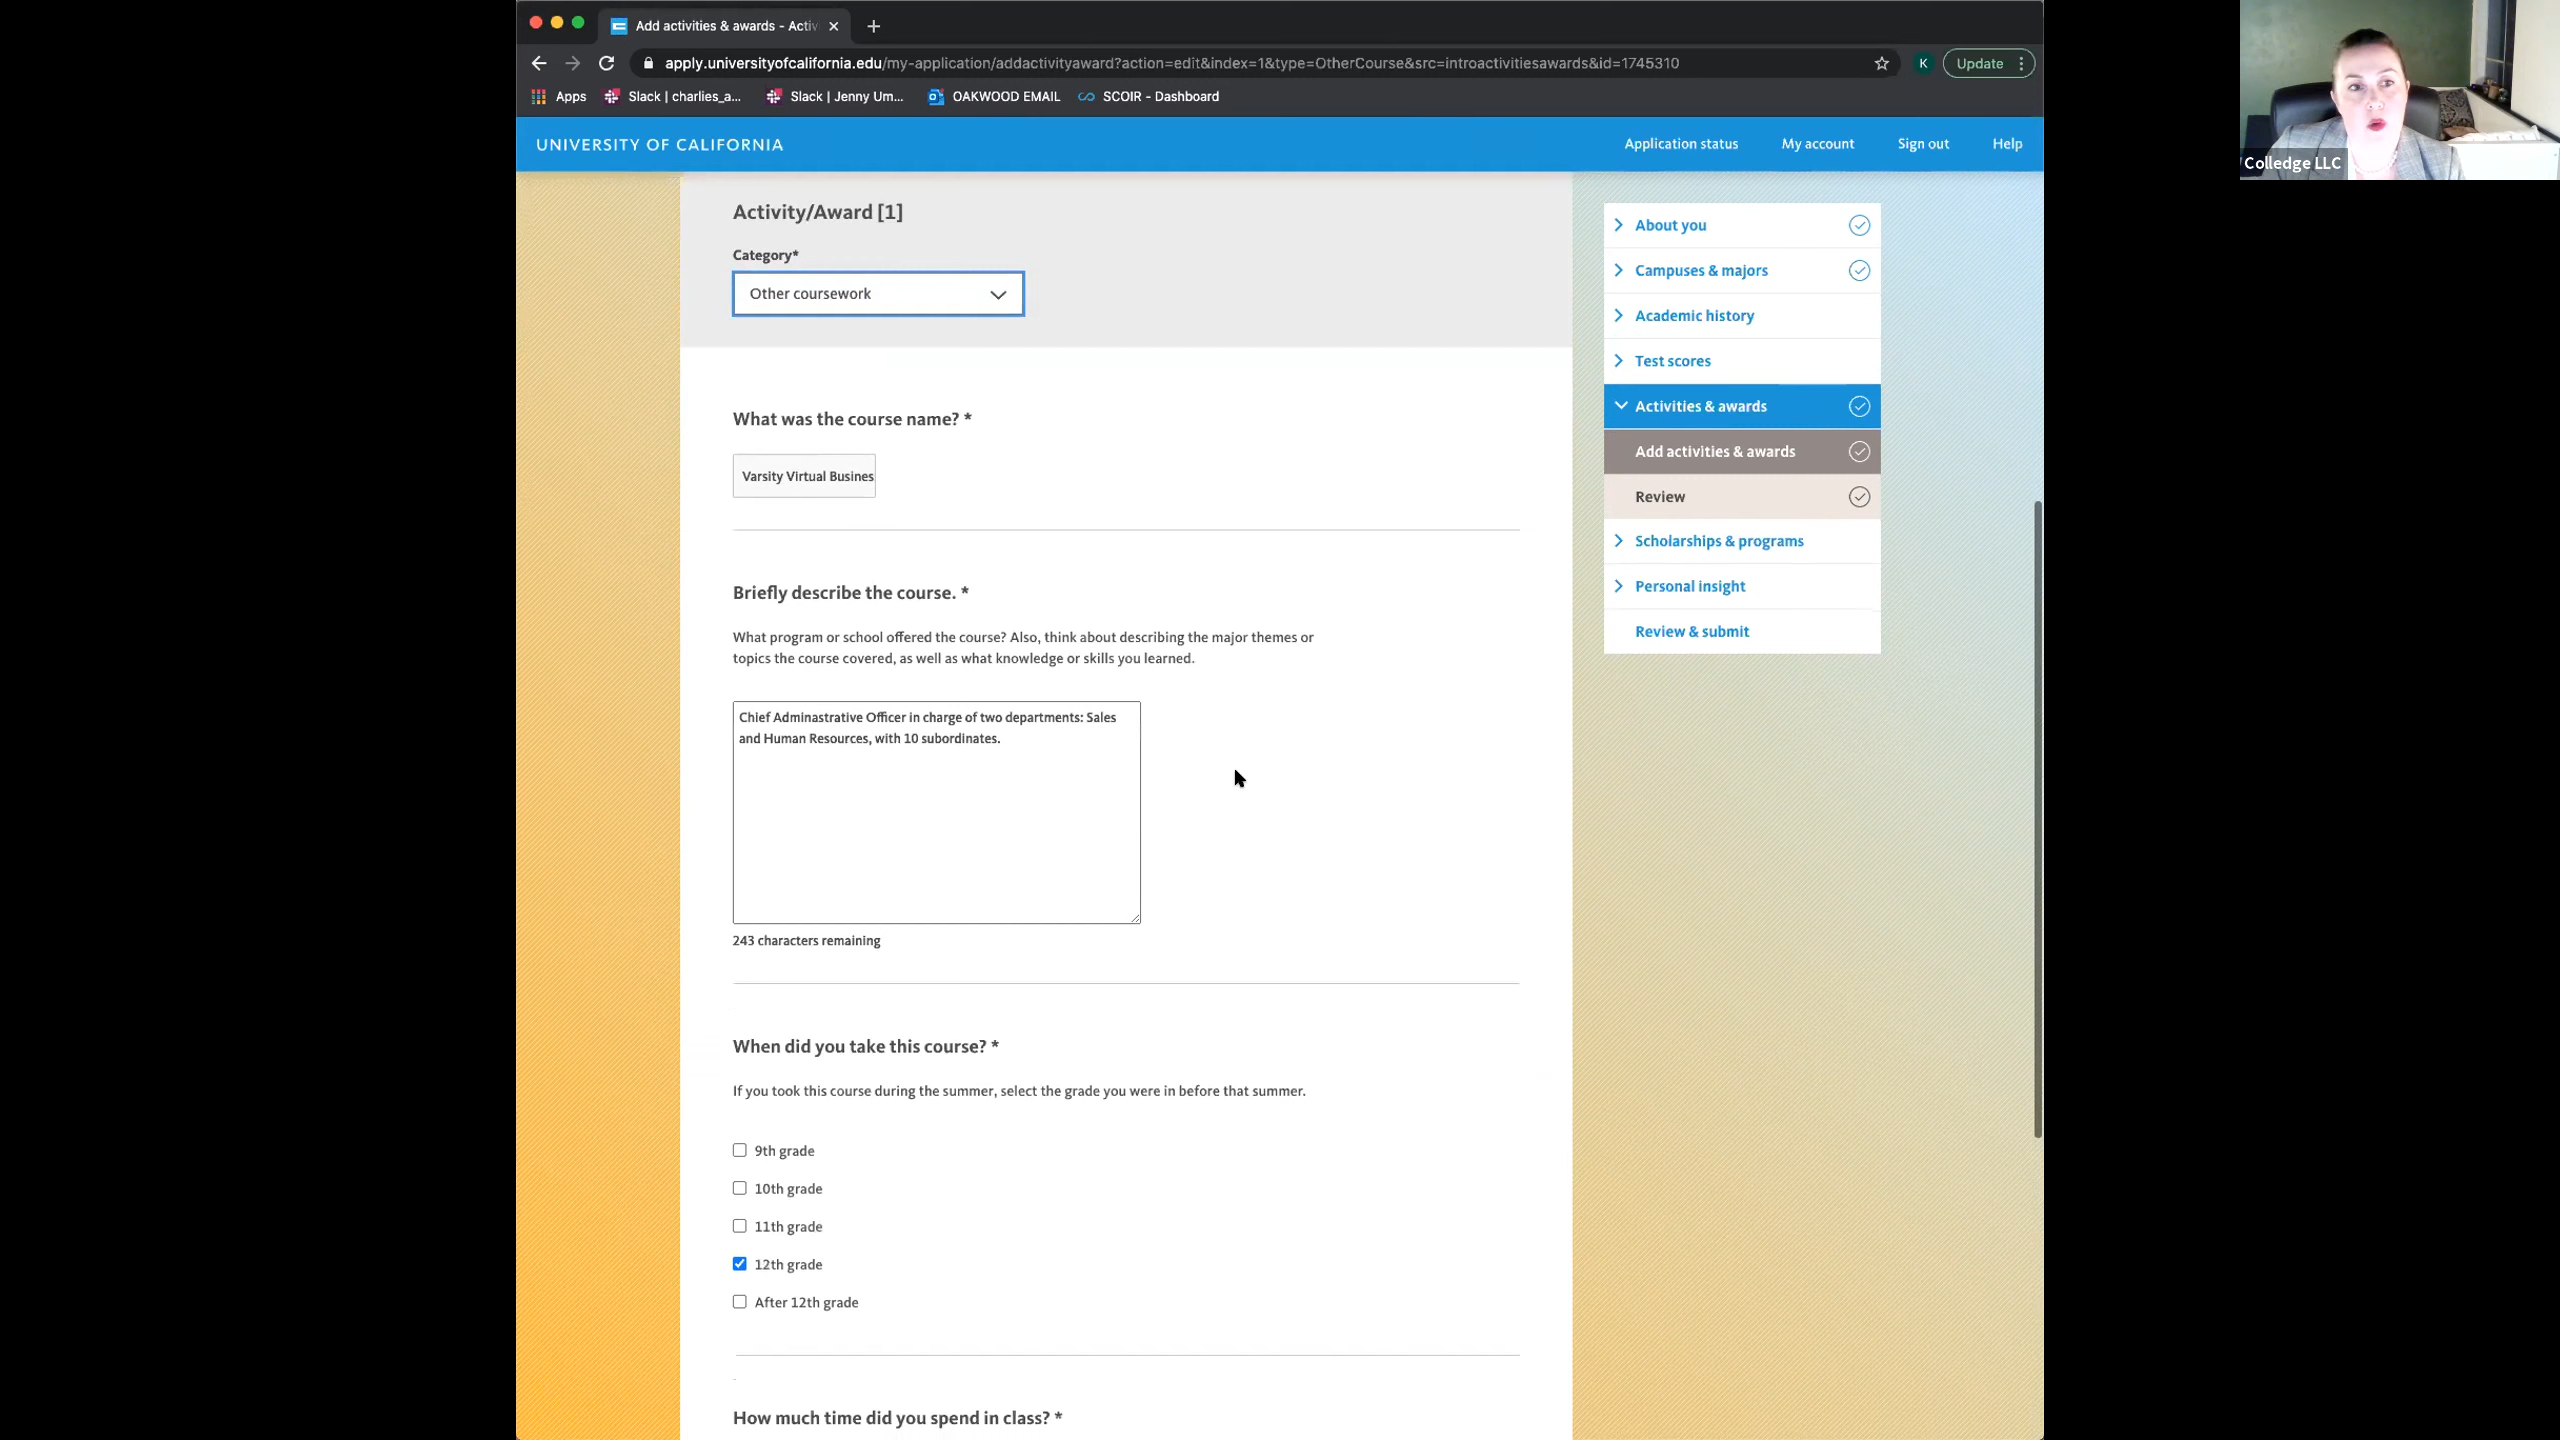 Add activities & awards - Activ
apply.universityofcalifornia.edu/my-application/addactivityaward?action=edit&index=1&type=OtherCourse&src=introactivitiesawards&id=1745310
K
Update
Apps
Slack | charlies_a...
Slack | Jenny Um...
OAKWOOD EMAIL
SCOIR - Dashboard
Colledge LLC
UNIVERSITY OF CALIFORNIA
Application status
My account
Sign out
Help
Activity/Award [1]
Category*
Other coursework
What was the course name? *
Varsity Virtual Busines
Briefly describe the course. *
What program or school offered the course? Also, think about describing the major themes or
topics the course covered, as well as what knowledge or skills you learned.
Chief Adminastrative Officer in charge of two departments: Sales
and Human Resources, with 10 subordinates.
243 characters remaining
When did you take this course? *
If you took this course during the summer, select the grade you were in before that summer.
9th grade
10th grade
11th grade
12th grade
After 12th grade
How much time did you spend in class? *
About you
Campuses & majors
Academic history
Test scores
Activities & awards
Add activities & awards
Review
Scholarships & programs
Personal insight
Review & submit